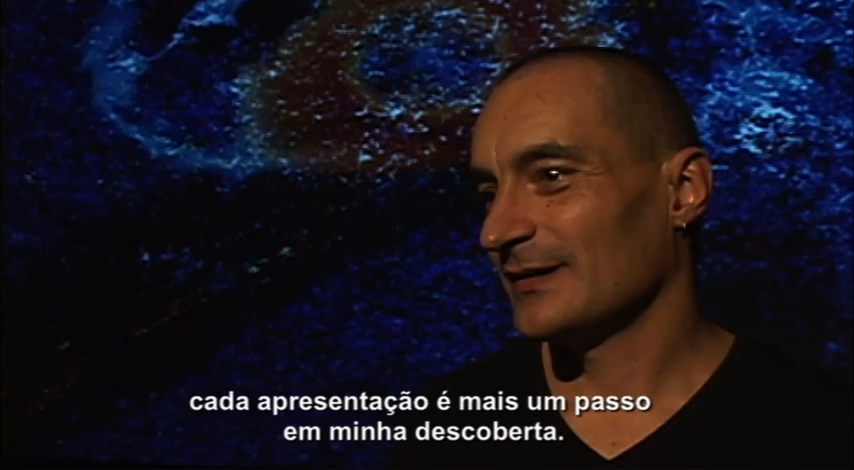 cada apresentação é mais um passo
em minha descoberta.